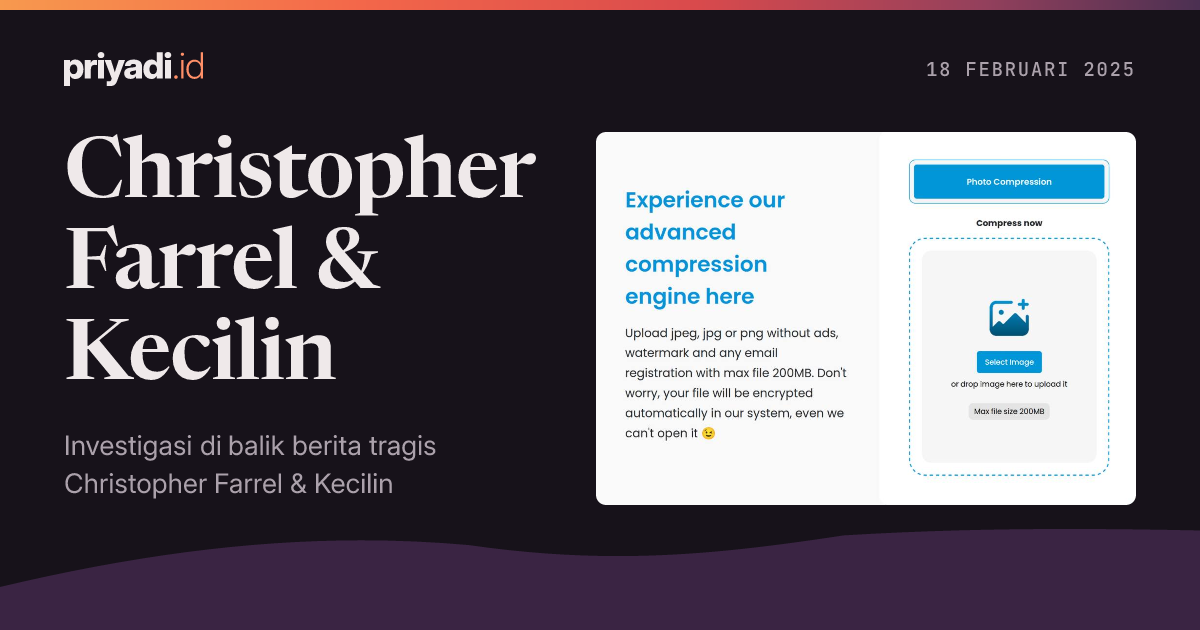 priyadi.id
18 FEBRUARI 2025
Christopher
Farrel &
Kecilin
Investigasi di balik berita tragis
Christopher Farrel & Kecilin
Experience our
advanced
compression
engine here
Upload jpeg, jpg or png without ads,
watermark and any email
registration with max file 200MB. Don't
worry, your file will be encrypted
automatically in our system, even we
can't open it 😉
Photo Compression
Compress now
Select Image
or drop image here to upload it
Max file size 200MB